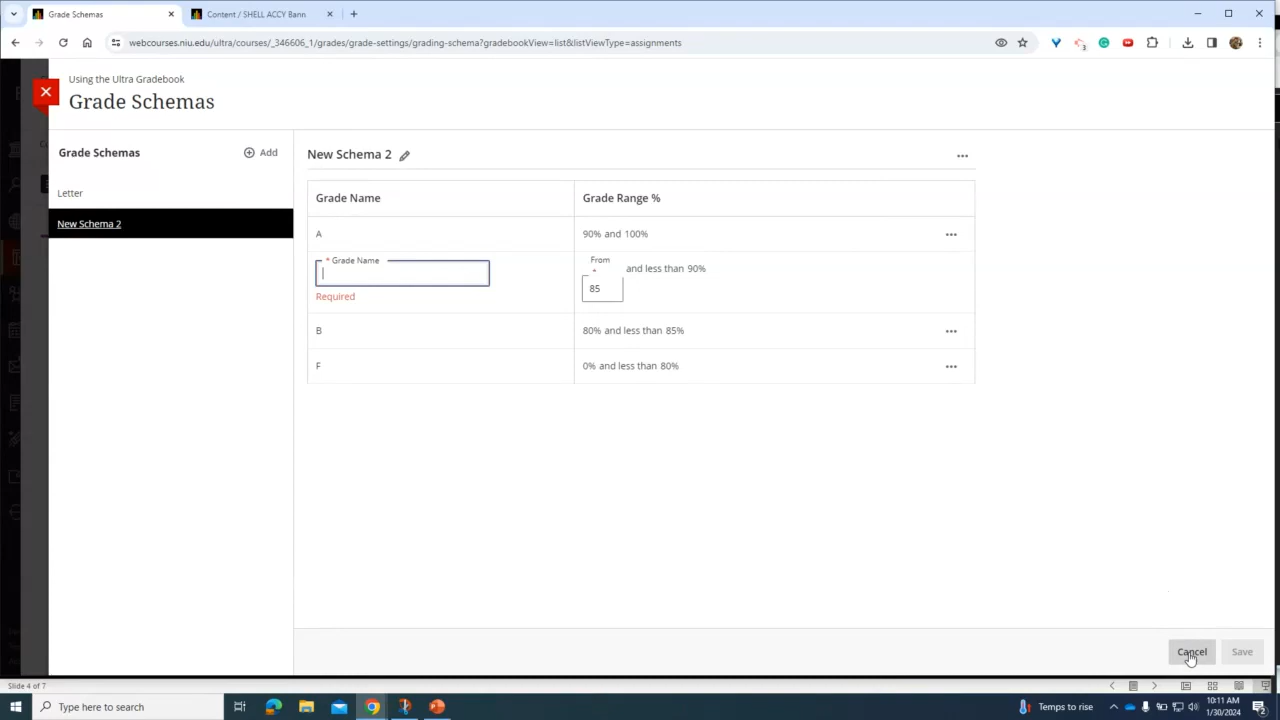 Grade Schemas
Content / SHELL ACCY Bann
webcourses.niu.edu/ultra/courses/_346606_1/grades/grade-settings/grading-schema?gradebookView=list&listViewType=assignments
3
Using the Ultra Gradebook
Grade Schemas
Grade Schemas
Add
Letter
New Schema 2
New Schema 2
Grade Name
Grade Range %
A
90% and 100%
* Grade Name
Required
From
*
85
and less than 90%
B
80% and less than 85%
F
0% and less than 80%
Cancel
Save
Slide 4 of 7
Type here to search
Temps to rise
10:11 AM
1/30/2024
2